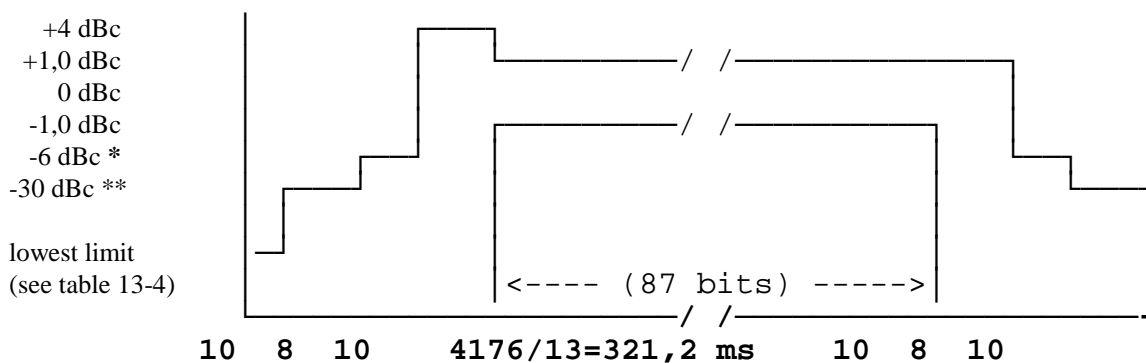 +4 dBc
+1,0 dBc
0 dBc
-1,0 dBc
-6 dBc *
-30 dBc **
lowest limit
(see table 13-4)
<---- (87 bits) ----->
10 8 10 4176/13=321,2 ms 10 8 10